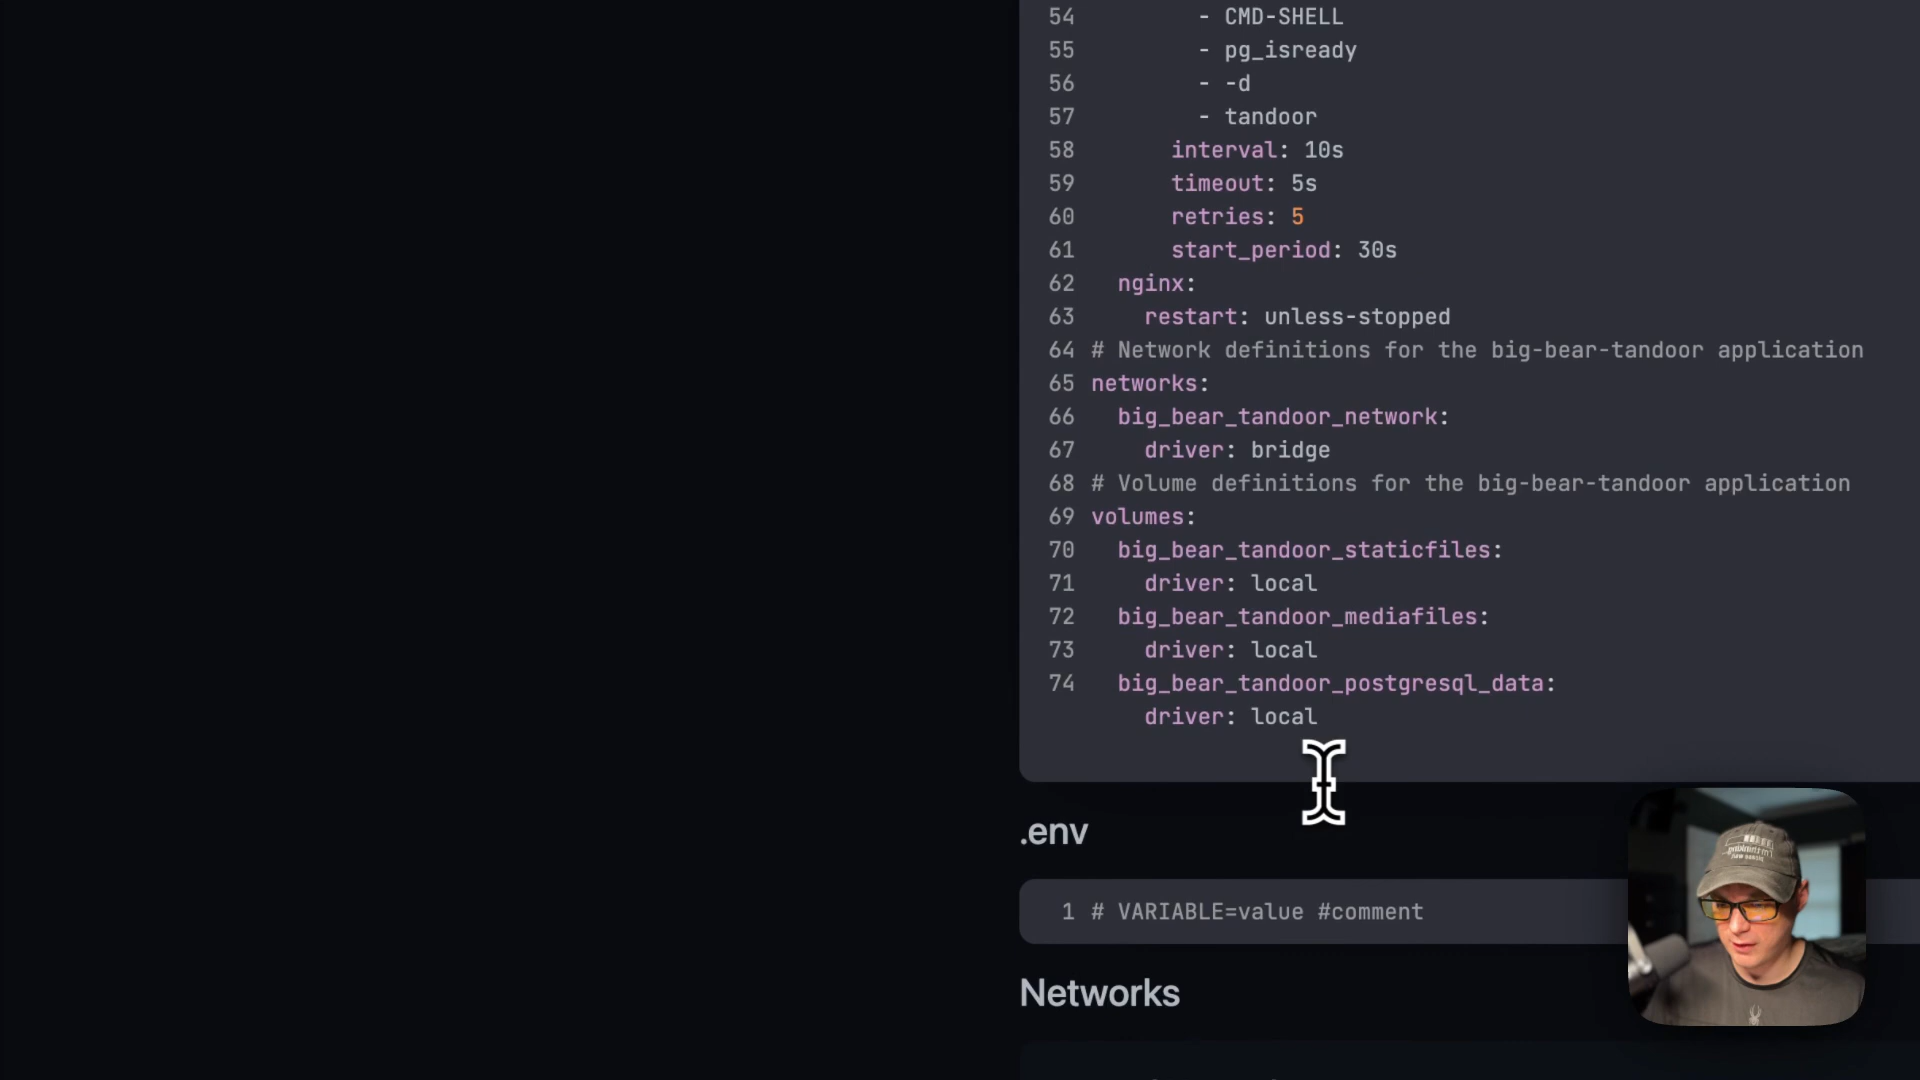 54 - CMD-SHELL
55 - pg_isready
56 - -d
57 - tandoor
58 interval: 10s
59 timeout: 5s
60 retries: 5
61 start_period: 30s
62 nginx:
63 restart: unless-stopped
64 # Network definitions for the big-bear-tandoor application
65 networks:
66 big_bear_tandoor_network:
67 driver: bridge
68 # Volume definitions for the big-bear-tandoor application
69 volumes:
70 big_bear_tandoor_staticfiles:
71 driver: local
72 big_bear_tandoor_mediafiles:
73 driver: local
74 big_bear_tandoor_postgresql_data:
driver: local
.env
1 # VARIABLE=value #comment
Networks